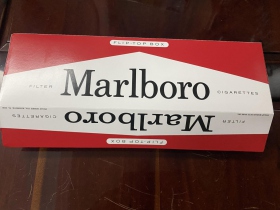 FLIP-TOP BOX
FILTER Marlboro CIGARETTES
CIGARETTES Marlboro FILTER
FLIP-TOP BOX